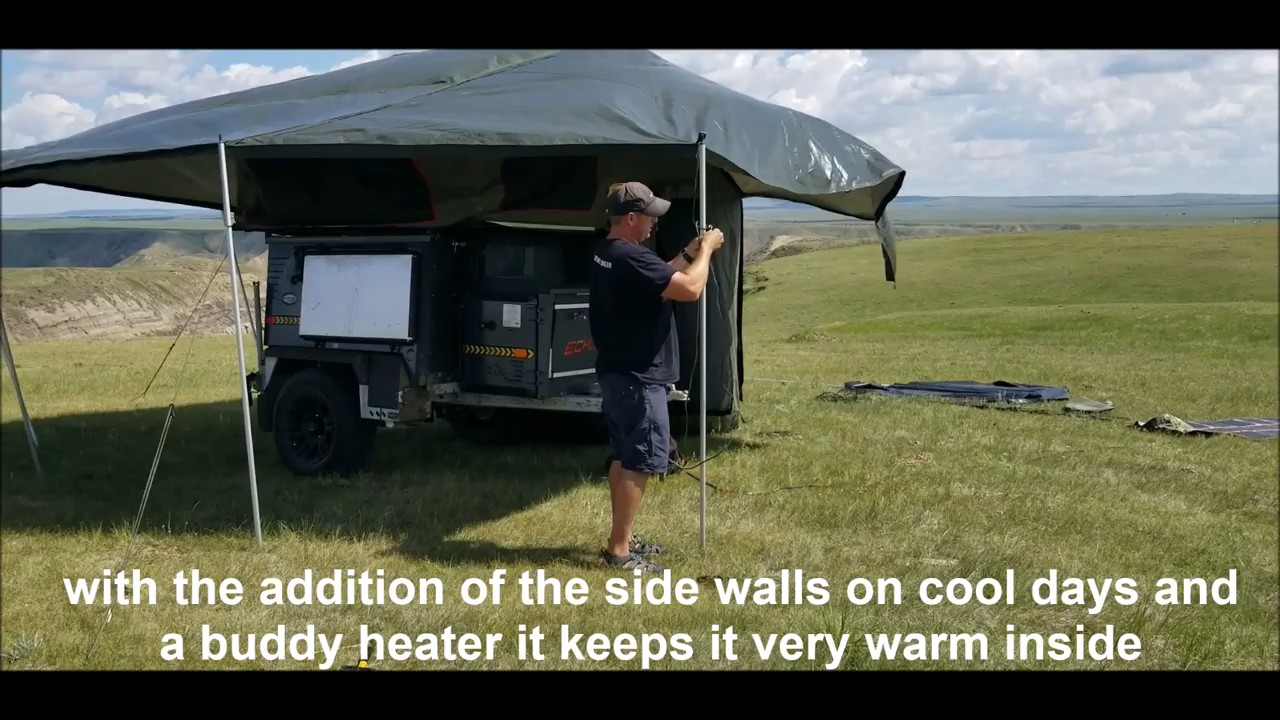 ECHO
with the addition of the side walls on cool days and
a buddy heater it keeps it very warm inside